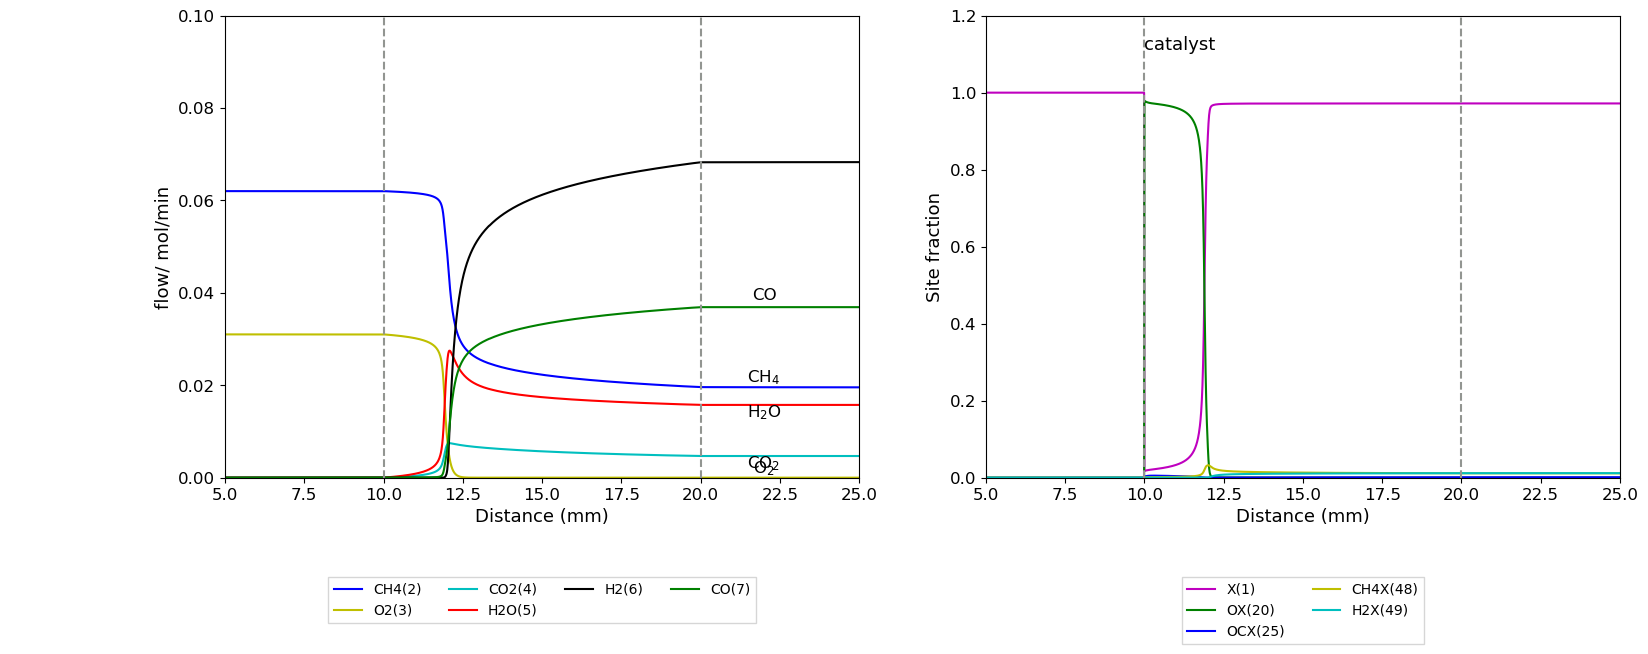 0.10
0.08
0.06
0.04
0.02
0.00
flow/ mol/min
CO
CH₄
H₂O
CO₂
O₂
5.0 7.5 10.0 12.5 15.0 17.5 20.0 22.5 25.0
Distance (mm)
CH4(2) CO2(4) H2(6) CO(7)
O2(3) H2O(5)
1.2
1.0
0.8
0.6
0.4
0.2
0.0
Site fraction
catalyst
5.0 7.5 10.0 12.5 15.0 17.5 20.0 22.5 25.0
Distance (mm)
X(1) CH4X(48)
OX(20) H2X(49)
OCX(25)